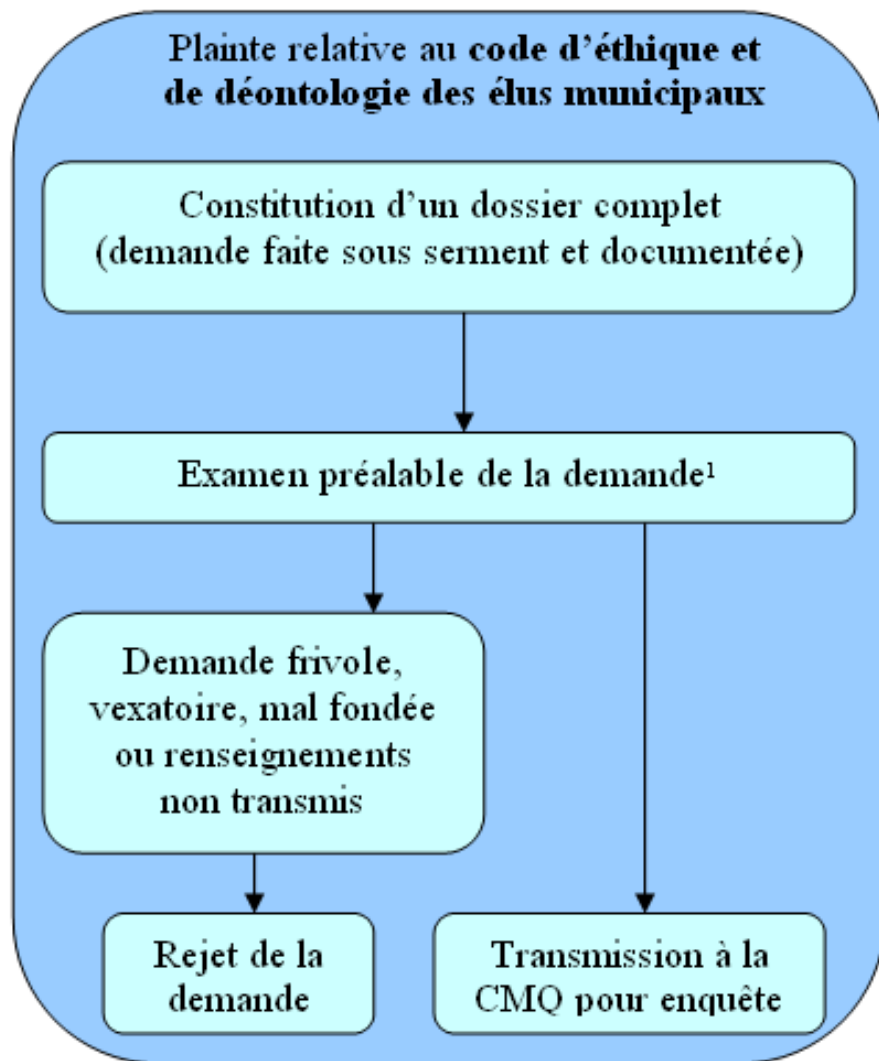 Plainte relative au code d'éthique et
de déontologie des élus municipaux
Constitution d'un dossier complet
(demande faite sous serment et documentée)
Examen préalable de la demande¹
Demande frivole,
vexatoire, mal fondée
ou renseignements
non transmis
Rejet de la
demande
Transmission à la
CMQ pour enquête